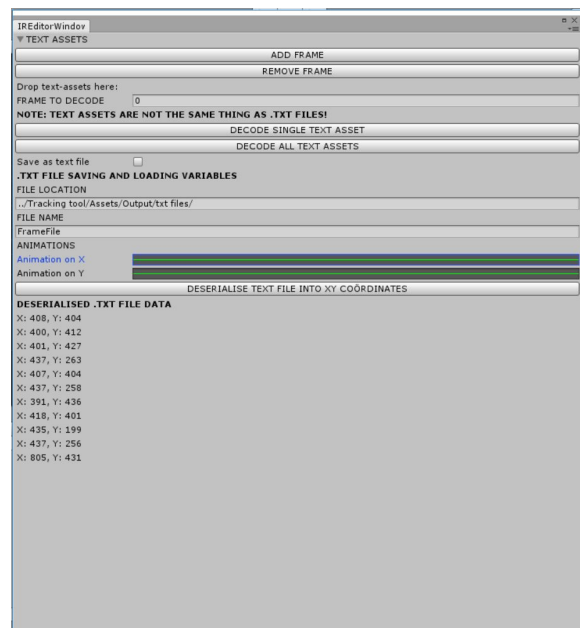 IREditorWindov
TEXT ASSETS
ADD FRAME
REMOVE FRAME
Drop text-assets here:
FRAME TO DECODE 0
NOTE: TEXT ASSETS ARE NOT THE SAME THING AS .TXT FILES!
DECODE SINGLE TEXT ASSET
DECODE ALL TEXT ASSETS
Save as text file
.TXT FILE SAVING AND LOADING VARIABLES
FILE LOCATION
../Tracking tool/Assets/Output/txt files/
FILE NAME
FrameFile
ANIMATIONS
Animation on X
Animation on Y
DESERIALISE TEXT FILE INTO XY COÖRDINATES
DESERIALISED .TXT FILE DATA
X: 408, Y: 404
X: 400, Y: 412
X: 401, Y: 427
X: 437, Y: 263
X: 407, Y: 404
X: 437, Y: 258
X: 391, Y: 436
X: 418, Y: 401
X: 435, Y: 199
X: 437, Y: 256
X: 805, Y: 431